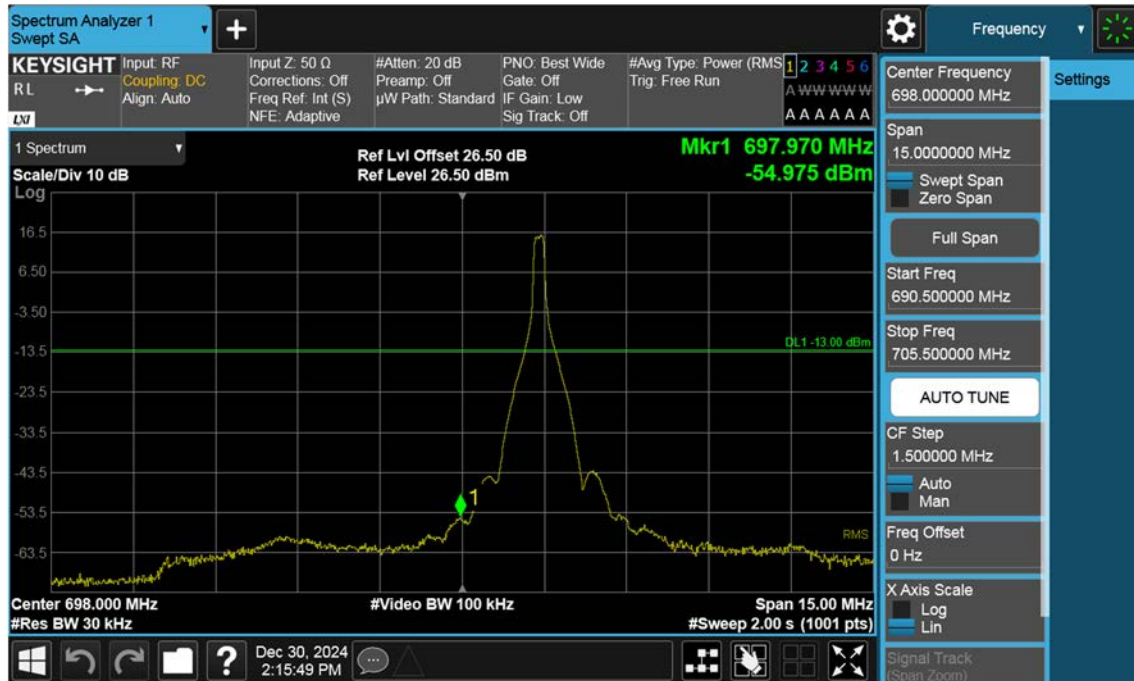 Spectrum Analyzer 1
Swept SA
Frequency
KEYSIGHT
RL
LXI
Input: RF
Coupling: DC
Align: Auto
Input Z: 50 Ω
Corrections: Off
Freq Ref: Int (S)
NFE: Adaptive
#Atten: 20 dB
Preamp: Off
µW Path: Standard
PNO: Best Wide
Gate: Off
IF Gain: Low
Sig Track: Off
#Avg Type: Power (RMS
Trig: Free Run
1 2 3 4 5 6
A W W W W W
A A A A A A
1 Spectrum
Scale/Div 10 dB
Ref Lvl Offset 26.50 dB
Ref Level 26.50 dBm
Mkr1 697.970 MHz
-54.975 dBm
Log
16.5
6.50
-3.50
-13.5
-23.5
-33.5
-43.5
-53.5
-63.5
DL1 -13.00 dBm
1
RMS
Center 698.000 MHz
#Res BW 30 kHz
#Video BW 100 kHz
Span 15.00 MHz
#Sweep 2.00 s (1001 pts)
Center Frequency
698.000000 MHz
Settings
Span
15.0000000 MHz
Swept Span
Zero Span
Full Span
Start Freq
690.500000 MHz
Stop Freq
705.500000 MHz
AUTO TUNE
CF Step
1.500000 MHz
Auto
Man
Freq Offset
0 Hz
X Axis Scale
Log
Lin
Signal Track
(Span Zoom)
?
Dec 30, 2024
2:15:49 PM